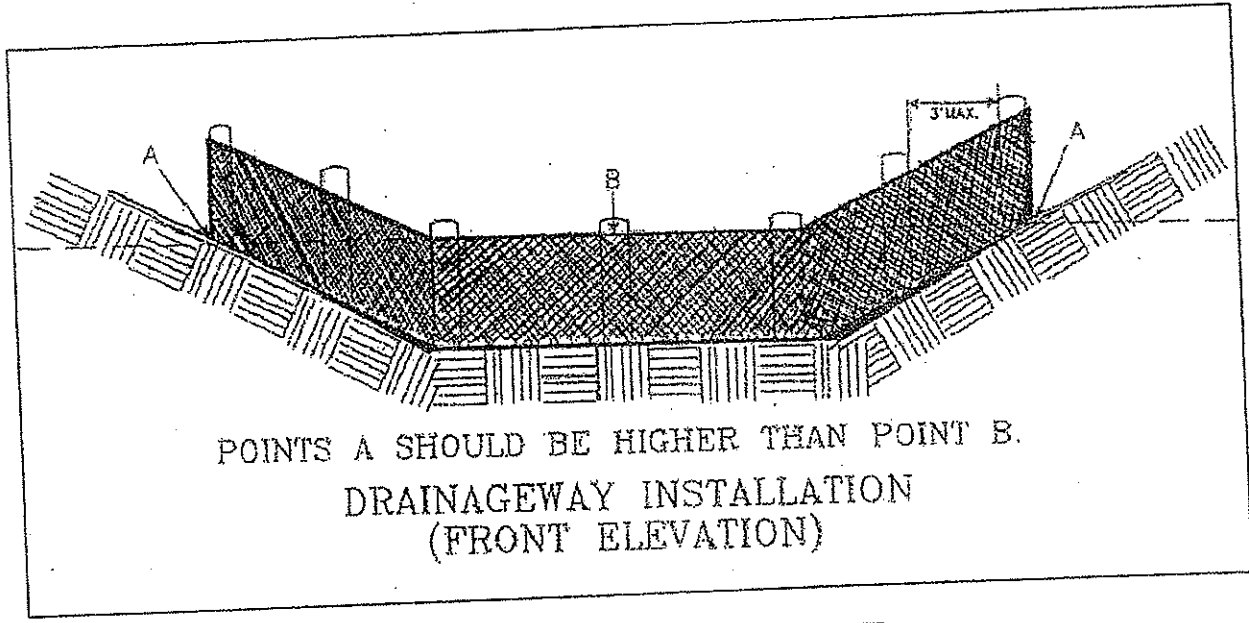 3'MAX.
A
A
B
POINTS A SHOULD BE HIGHER THAN POINT B.
DRAINAGEWAY INSTALLATION
(FRONT ELEVATION)